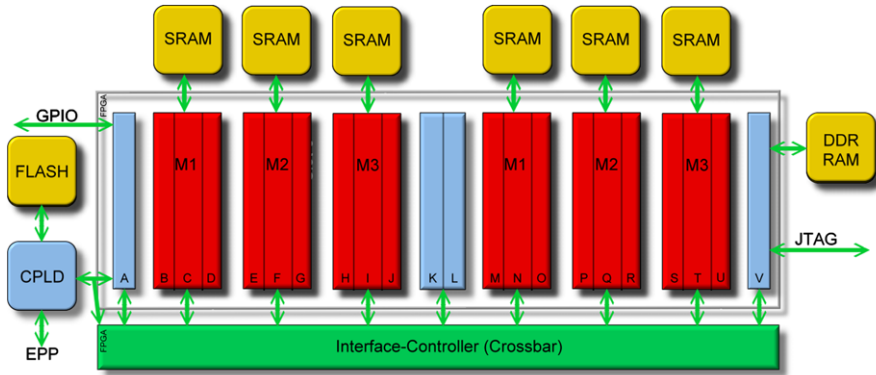 SRAM SRAM SRAM SRAM SRAM SRAM
FPGA
GPIO
M1 M2 M3 M1 M2 M3
DDR
RAM
FLASH
JTAG
CPLD
A B C D E F G H I J K L M N O P Q R S T U V
FPGA
Interface-Controller (Crossbar)
EPP